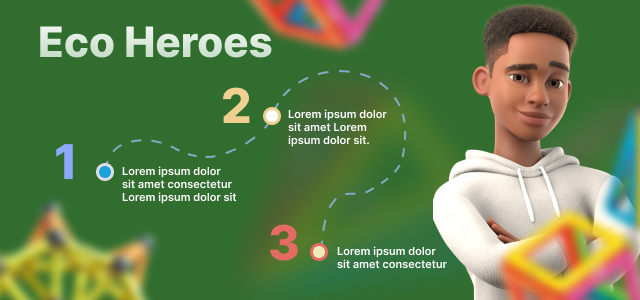 Eco Heroes
1
Lorem ipsum dolor
sit amet consectetur
Lorem ipsum dolor sit
2
Lorem ipsum dolor
sit amet Lorem
ipsum dolor sit.
3
Lorem ipsum dolor
sit amet consectetur